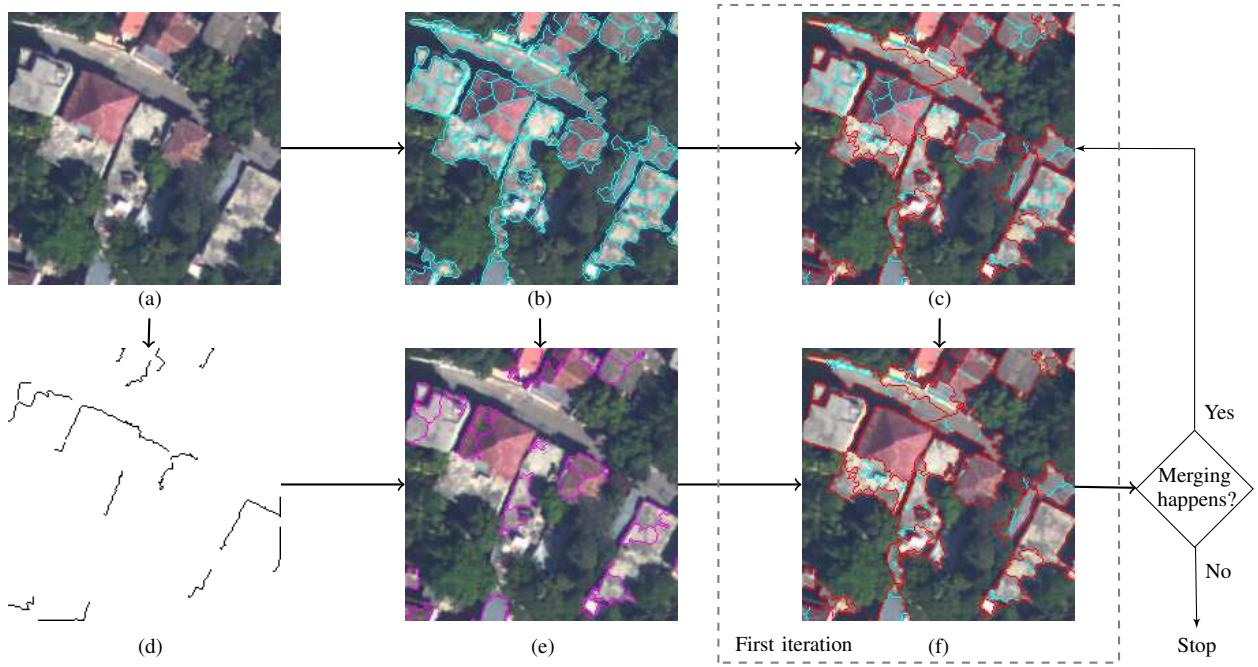 (a)
(b)
(c)
Yes
Merging
happens?
No
(d)
(e)
First iteration
(f)
Stop